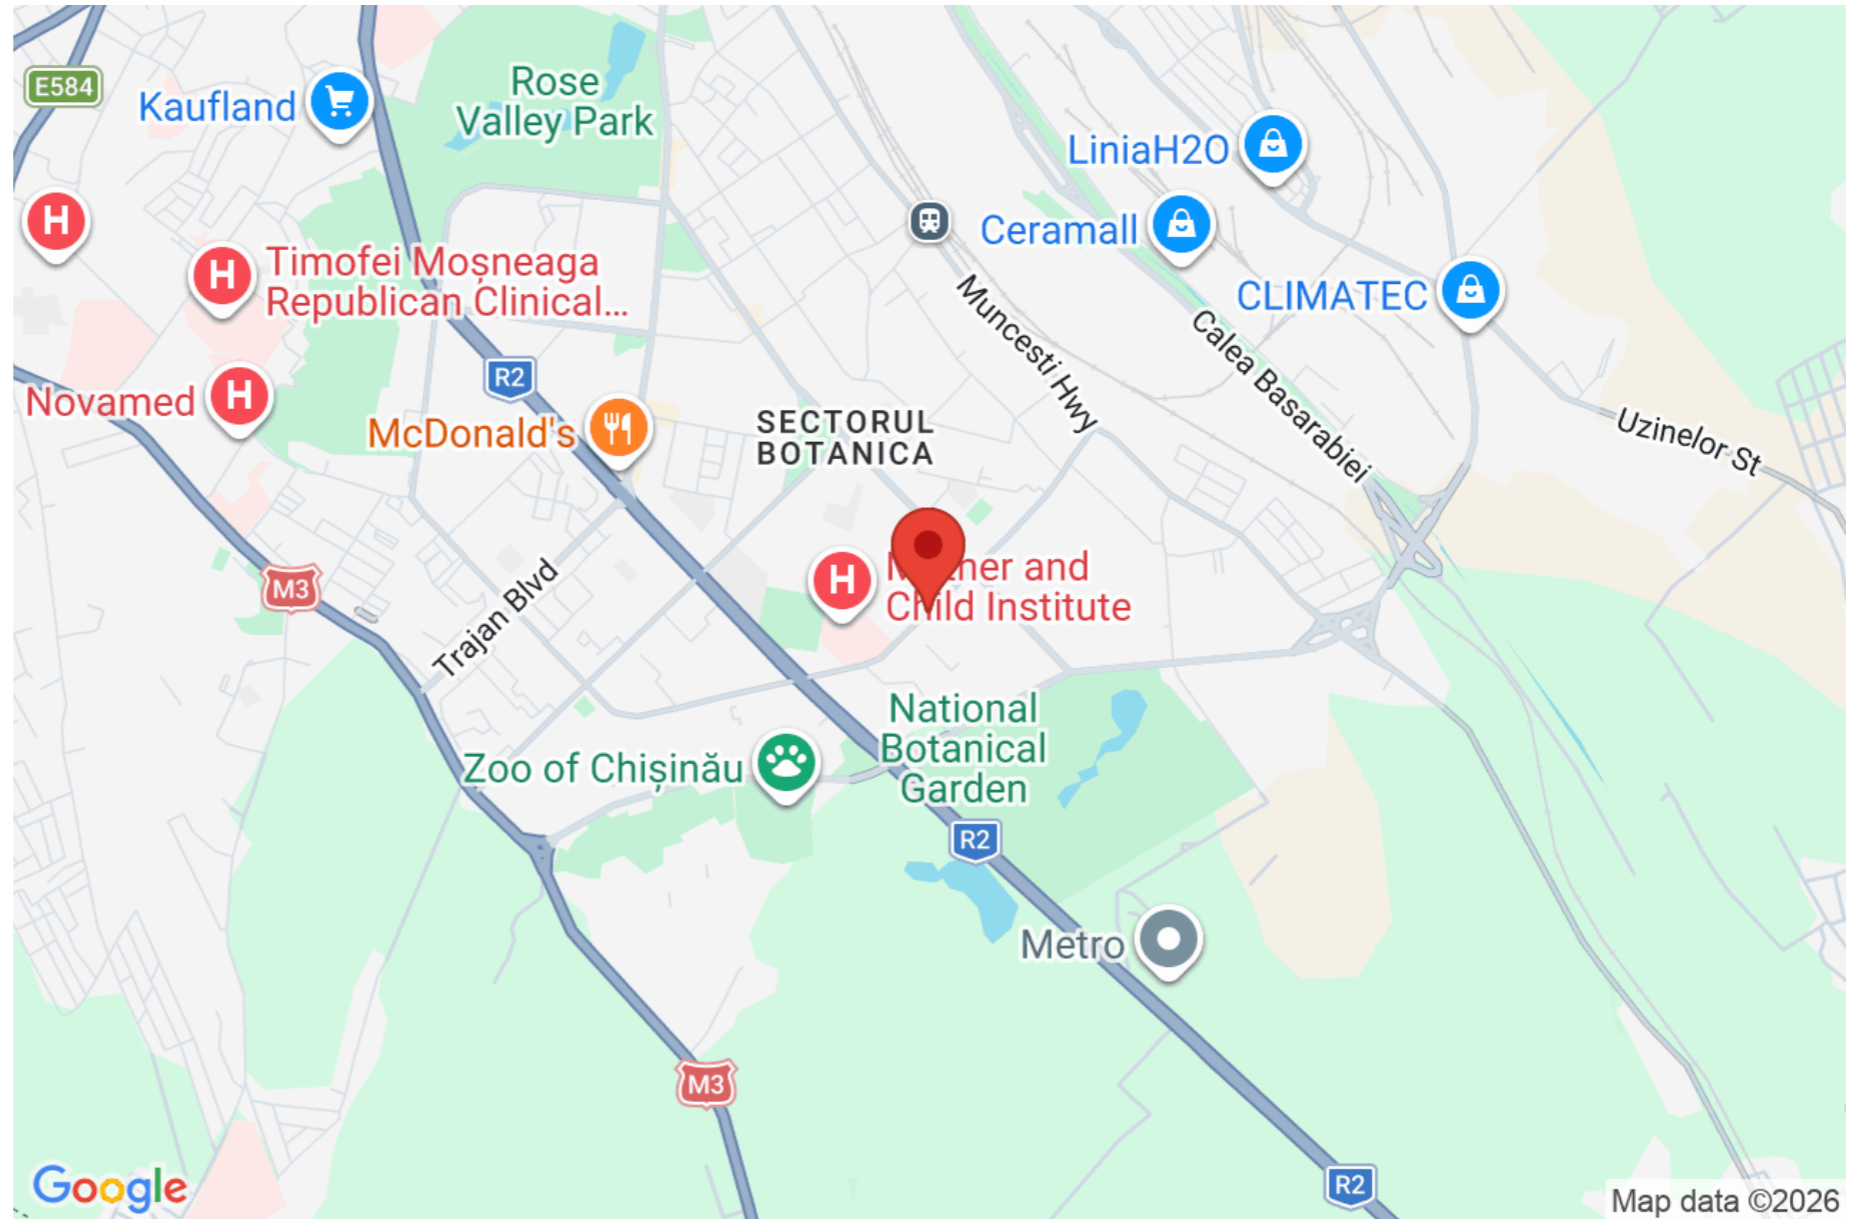 E584
Kaufland
Rose
Valley Park
LiniaH2O
Ceramall
H
H
Timofei Moșneaga
Republican Clinical...
CLIMATEC
Muncesti Hwy
Calea Basarabiei
R2
Novamed
H
McDonald's
SECTORUL
BOTANICA
Uzinelor St
M3
Trajan Blvd
H
Mother and
Child Institute
National
Botanical
Garden
Zoo of Chișinău
R2
Metro
M3
R2
Google
Map data ©2026